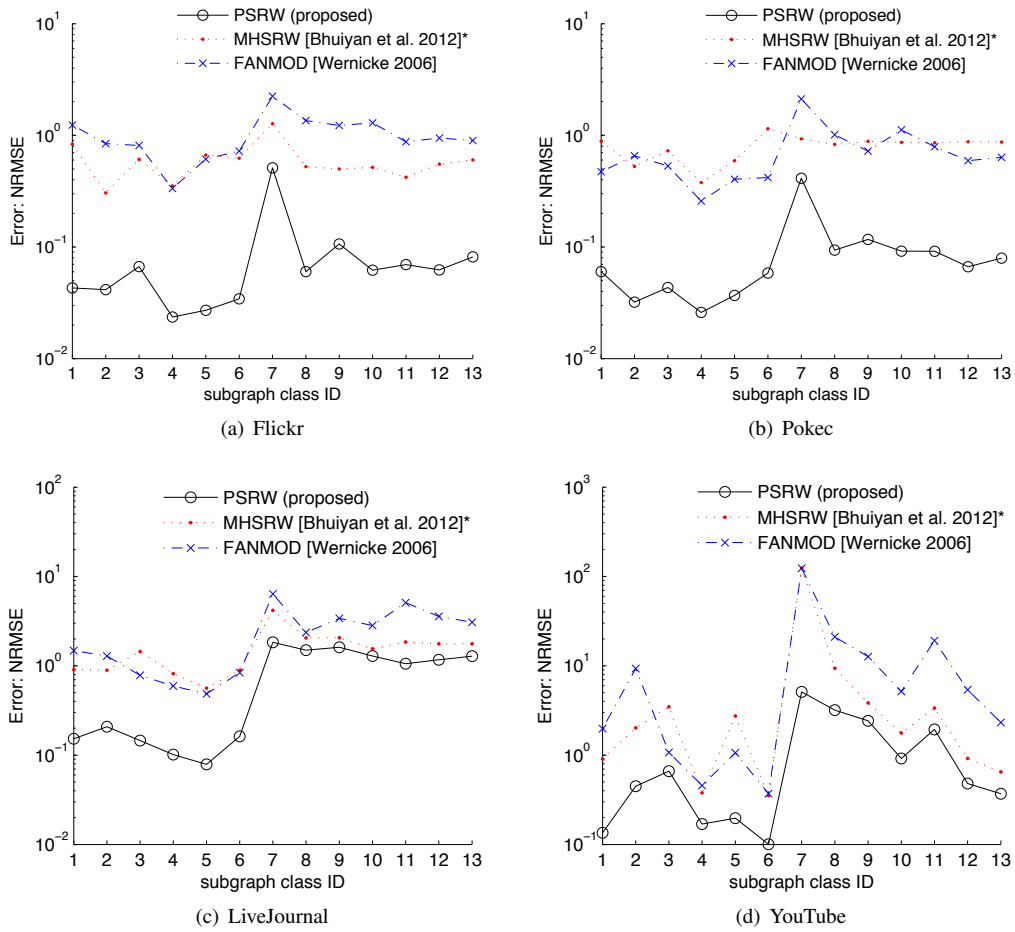 PSRW (proposed)
MHSRW [Bhuiyan et al. 2012]*
FANMOD [Wernicke 2006]
10^1
10^0
10^-1
10^-2
Error: NRMSE
1 2 3 4 5 6 7 8 9 10 11 12 13
subgraph class ID
(a) Flickr
PSRW (proposed)
MHSRW [Bhuiyan et al. 2012]*
FANMOD [Wernicke 2006]
10^1
10^0
10^-1
10^-2
Error: NRMSE
1 2 3 4 5 6 7 8 9 10 11 12 13
subgraph class ID
(b) Pokec
PSRW (proposed)
MHSRW [Bhuiyan et al. 2012]*
FANMOD [Wernicke 2006]
10^2
10^1
10^0
10^-1
10^-2
Error: NRMSE
1 2 3 4 5 6 7 8 9 10 11 12 13
subgraph class ID
(c) LiveJournal
PSRW (proposed)
MHSRW [Bhuiyan et al. 2012]*
FANMOD [Wernicke 2006]
10^3
10^2
10^1
10^0
10^-1
Error: NRMSE
1 2 3 4 5 6 7 8 9 10 11 12 13
subgraph class ID
(d) YouTube